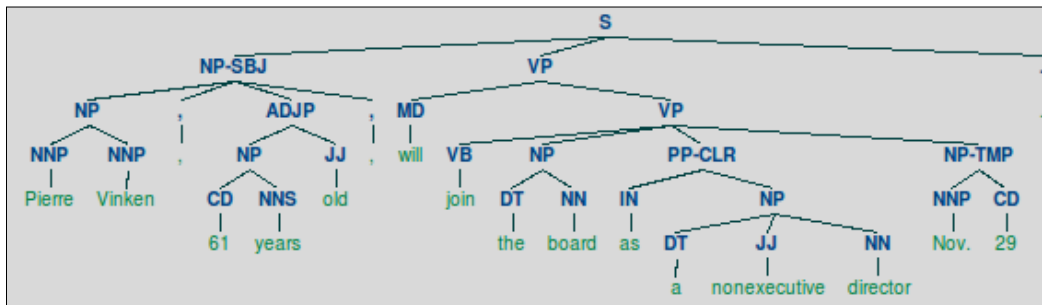 S
NP-SBJ VP .
NP , ADJP , MD VP .
NNP NNP , NP JJ , will VB NP PP-CLR NP-TMP
Pierre Vinken CD NNS old join DT NN IN NP NNP CD
61 years the board as DT JJ NN Nov. 29
a nonexecutive director